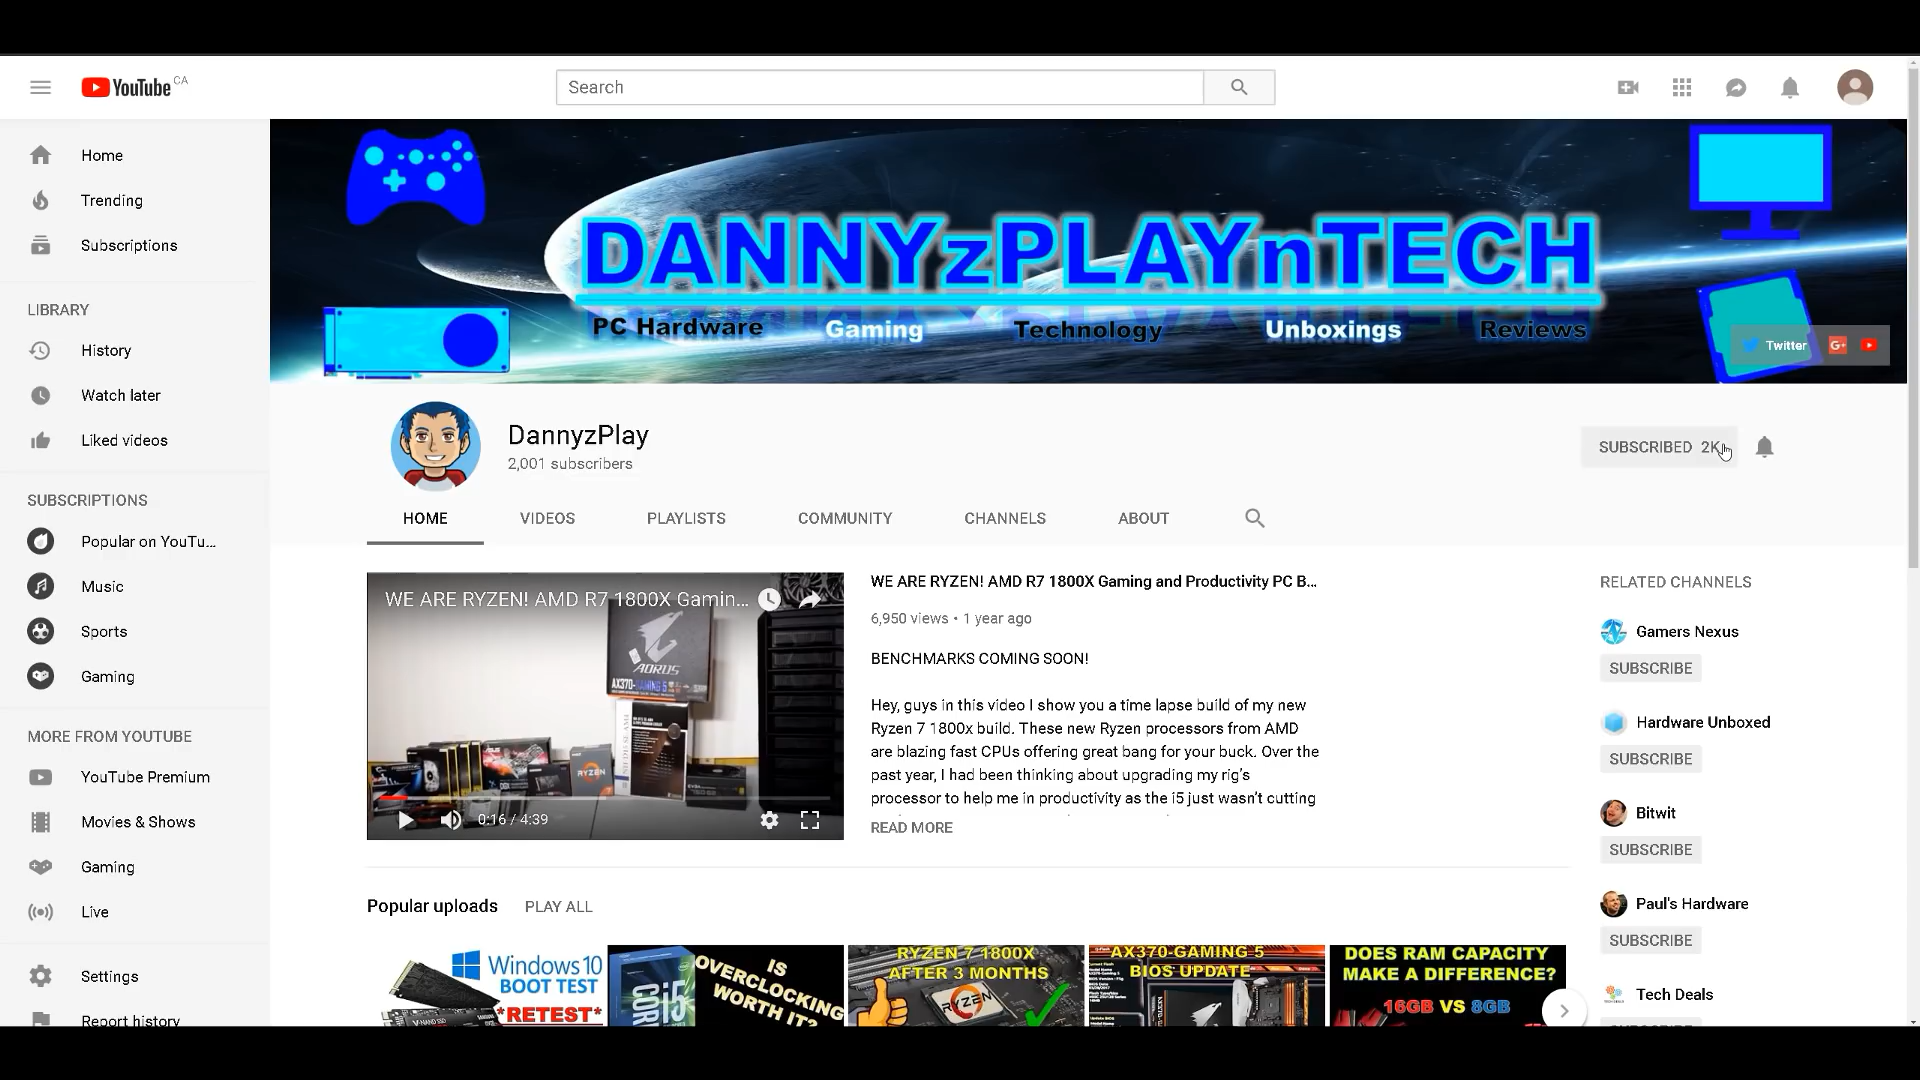 YouTube CA
Search
Home
Trending
Subscriptions
LIBRARY
History
Watch later
Liked videos
SUBSCRIPTIONS
Popular on YouTu...
Music
Sports
Gaming
MORE FROM YOUTUBE
YouTube Premium
Movies & Shows
Gaming
Live
Settings
Report history
DANNYzPLAYnTECH
PC Hardware Gaming Technology Unboxings Reviews
Twitter G+
DannyzPlay
2,001 subscribers
SUBSCRIBED 2K
HOME VIDEOS PLAYLISTS COMMUNITY CHANNELS ABOUT
WE ARE RYZEN! AMD R7 1800X Gamin...
AORUS
AX370-GAMING 5
RYZEN
0:16 / 4:39
WE ARE RYZEN! AMD R7 1800X Gaming and Productivity PC B...
6,950 views • 1 year ago
BENCHMARKS COMING SOON!
Hey, guys in this video I show you a time lapse build of my new
Ryzen 7 1800x build. These new Ryzen processors from AMD
are blazing fast CPUs offering great bang for your buck. Over the
past year, I had been thinking about upgrading my rig's
processor to help me in productivity as the i5 just wasn't cutting
READ MORE
RELATED CHANNELS
Gamers Nexus
SUBSCRIBE
Hardware Unboxed
SUBSCRIBE
Bitwit
SUBSCRIBE
Paul's Hardware
SUBSCRIBE
Tech Deals
SUBSCRIBE
Popular uploads PLAY ALL
Windows 10
BOOT TEST
*RETEST*
CORE i5
IS
OVERCLOCKING
WORTH IT?
RYZEN 7 1800X
AFTER 3 MONTHS
RYZEN
AX370-GAMING 5
BIOS UPDATE
DOES RAM CAPACITY
MAKE A DIFFERENCE?
16GB VS 8GB